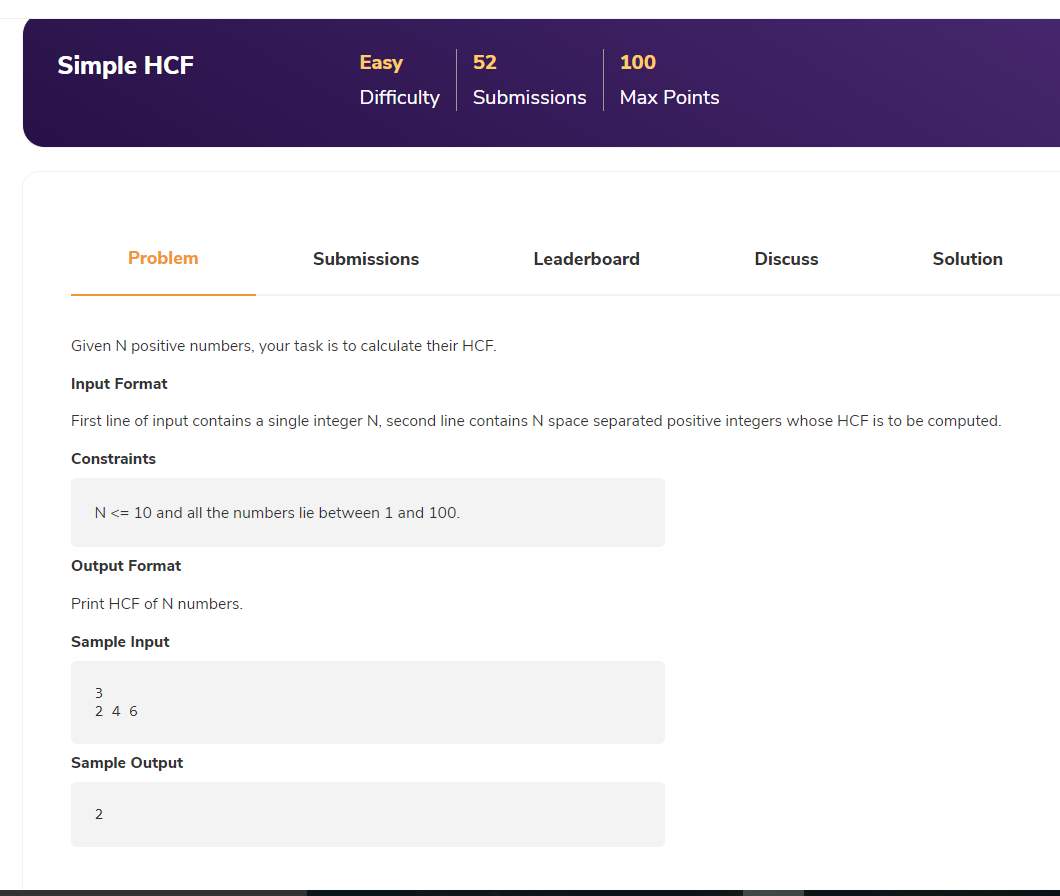 Simple HCF
Easy 52 100
Difficulty Submissions Max Points
Problem Submissions Leaderboard Discuss Solution
Given N positive numbers, your task is to calculate their HCF.
Input Format
First line of input contains a single integer N, second line contains N space separated positive integers whose HCF is to be computed.
Constraints
N <= 10 and all the numbers lie between 1 and 100.
Output Format
Print HCF of N numbers.
Sample Input
3
2 4 6
Sample Output
2